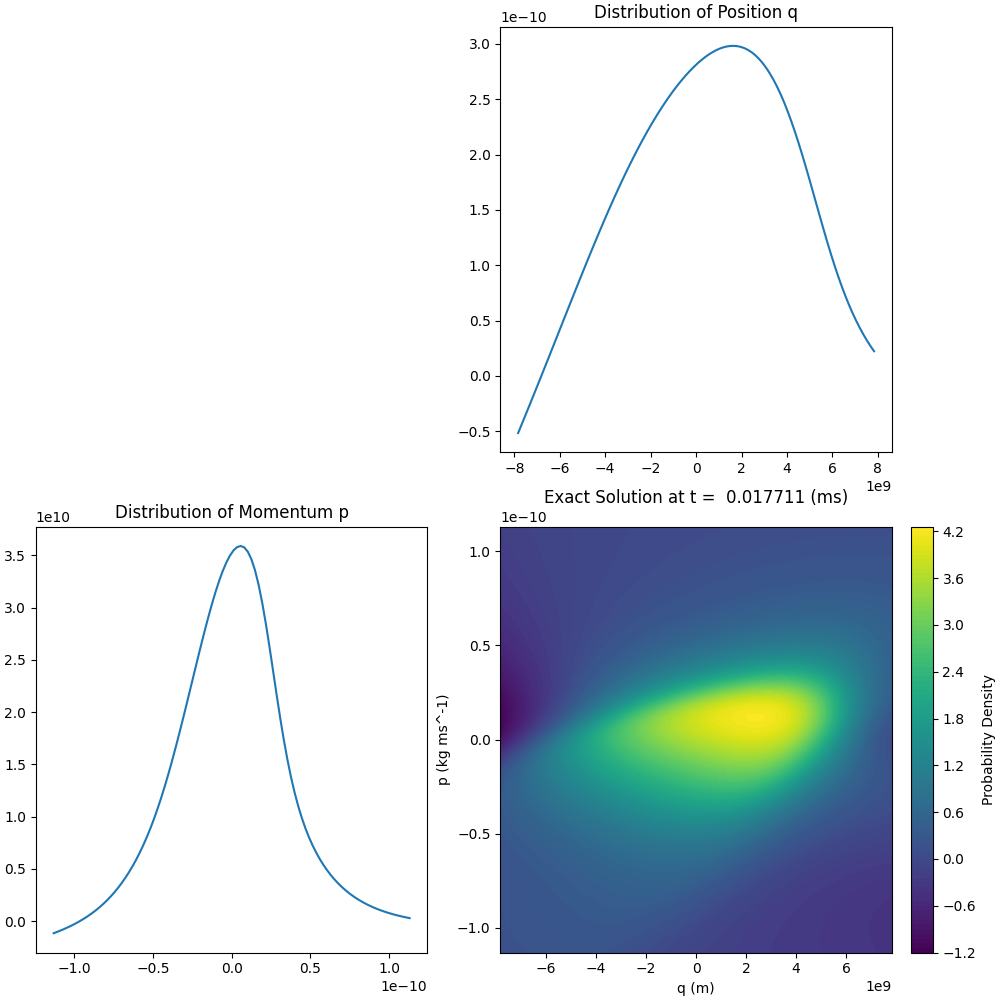 Distribution of Position q
1e−10
3.0
2.5
2.0
1.5
1.0
0.5
0.0
−0.5
−8 −6 −4 −2 0 2 4 6 8
1e9
Distribution of Momentum p
1e10
3.5
3.0
2.5
2.0
1.5
1.0
0.5
0.0
−1.0 −0.5 0.0 0.5 1.0
1e−10
Exact Solution at t =  0.017711 (ms)
1e−10
1.0
0.5
0.0
−0.5
−1.0
p (kg ms^-1)
−6 −4 −2 0 2 4 6
1e9
q (m)
4.2
3.6
3.0
2.4
1.8
1.2
0.6
0.0
−0.6
−1.2
Probability Density